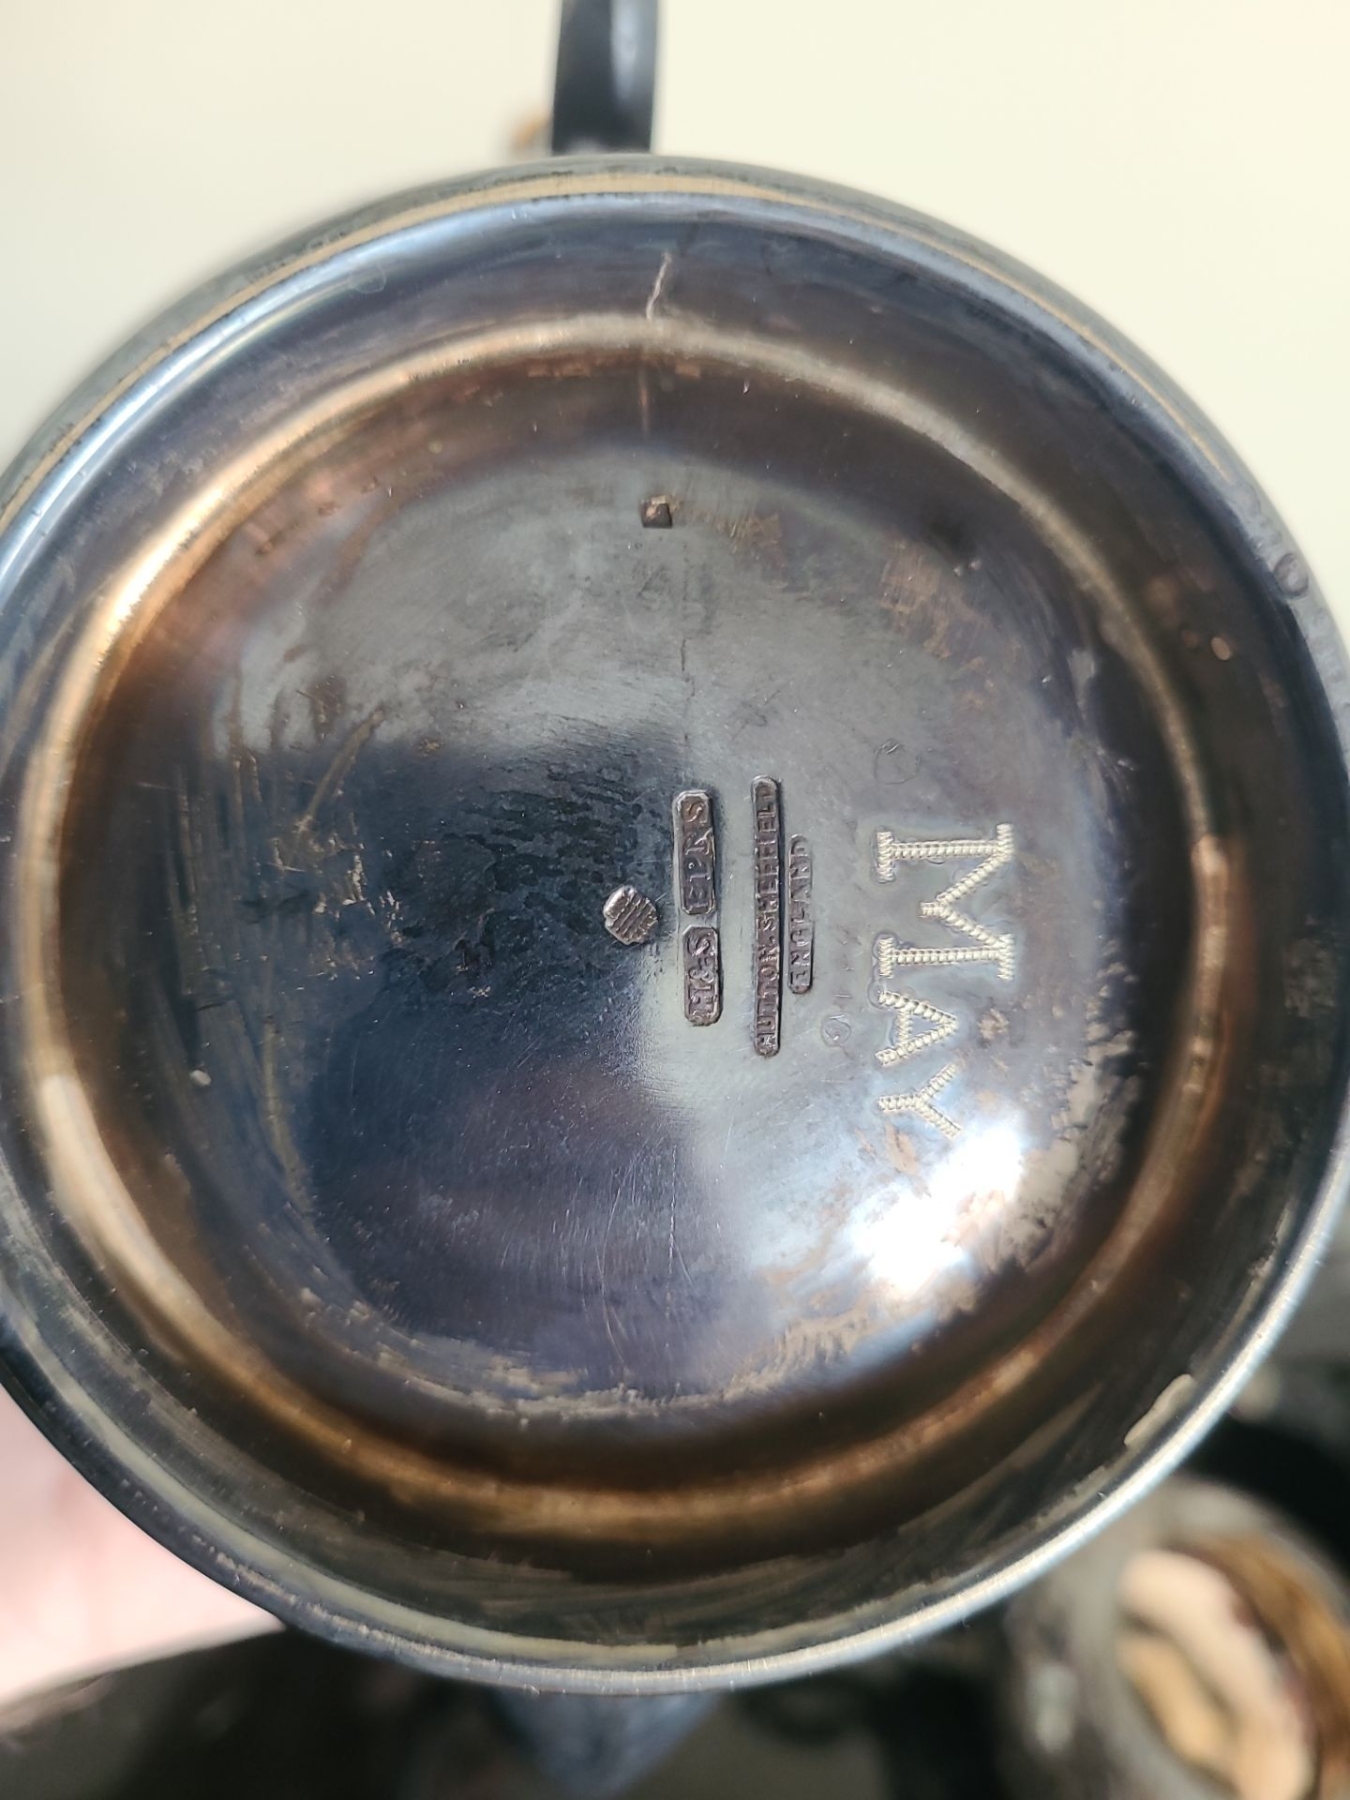 H&S EPNS
HUTTON, SHEFFIELD
ENGLAND
MAY